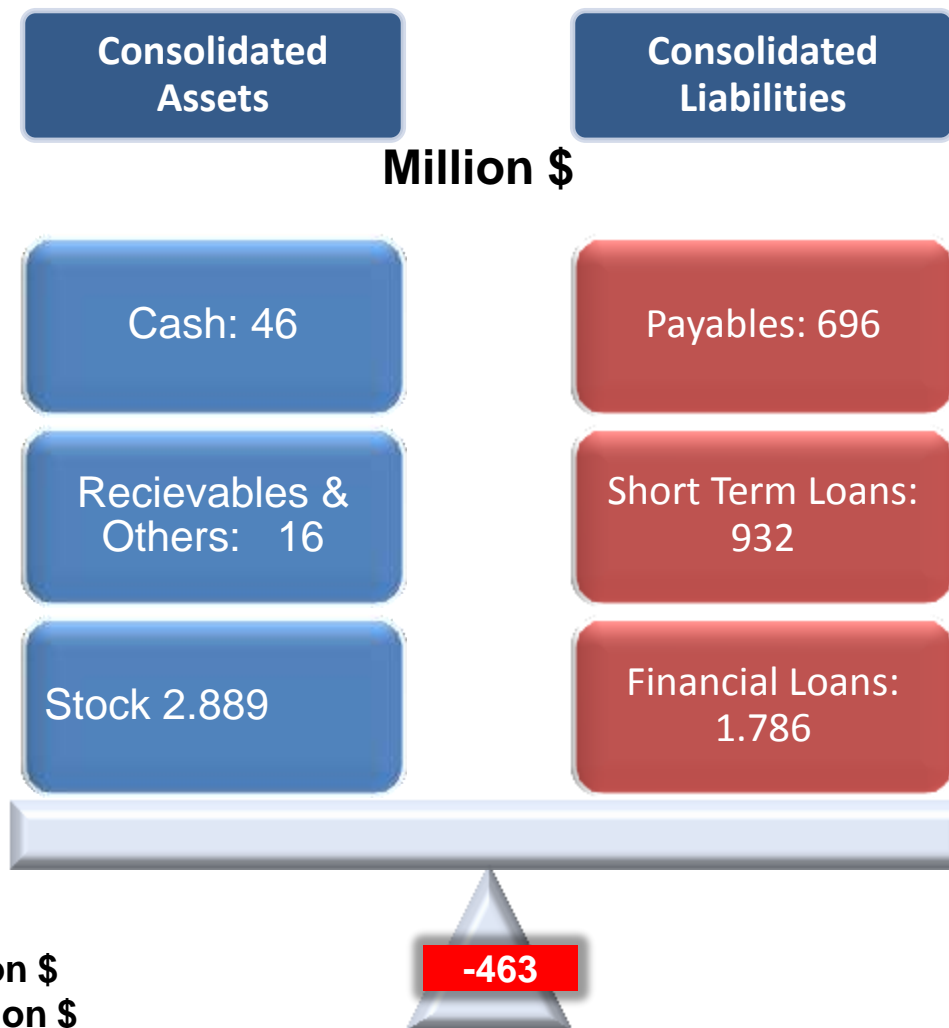 Consolidated
Assets
Consolidated
Liabilities
Million $
Cash: 46
Payables: 696
Recievables &
Others: 16
Short Term Loans:
932
Stock 2.889
Financial Loans:
1.786
-463
$
$